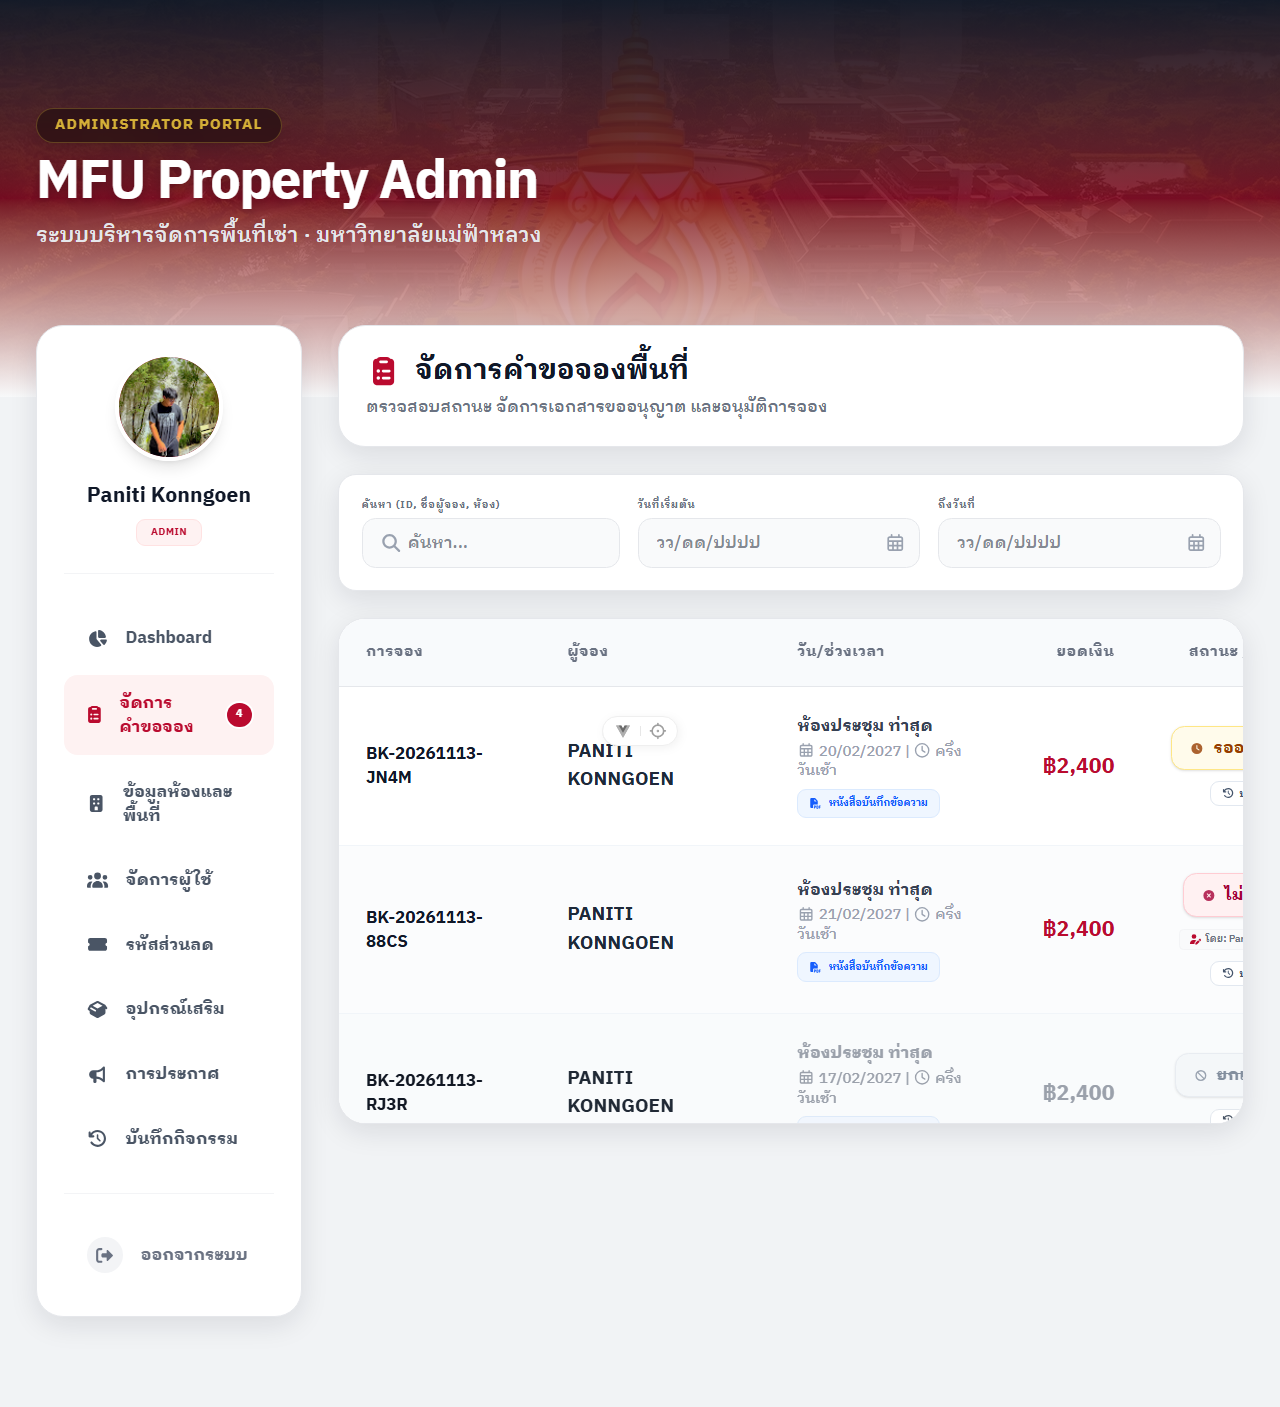 ADMINISTRATOR PORTAL
MFU Property Admin
ระบบบริหารจัดการพื้นที่เช่า · มหาวิทยาลัยแม่ฟ้าหลวง
Paniti Konngoen
ADMIN
Dashboard
จัดการ
คำขอจอง
4
ข้อมูลห้องและ
พื้นที่
จัดการผู้ใช้
รหัสส่วนลด
อุปกรณ์เสริม
การประกาศ
บันทึกกิจกรรม
ออกจากระบบ
จัดการคำขอจองพื้นที่
ตรวจสอบสถานะ จัดการเอกสารขออนุญาต และอนุมัติการจอง
ค้นหา (ID, ชื่อผู้จอง, ห้อง)
วันที่เริ่มต้น
ถึงวันที่
ค้นหา...
วว/ดด/ปปปป
วว/ดด/ปปปป
การจอง
ผู้จอง
วัน/ช่วงเวลา
ยอดเงิน
สถานะ
BK-20261113-
JN4M
PANITI
KONNGOEN
ห้องประชุม ท่าสุด
20/02/2027 | ครึ่ง
วันเช้า
หนังสือบันทึกข้อความ
฿2,400
รออ
BK-20261113-
88CS
PANITI
KONNGOEN
ห้องประชุม ท่าสุด
21/02/2027 | ครึ่ง
วันเช้า
หนังสือบันทึกข้อความ
฿2,400
ไม่
โดย: Par
BK-20261113-
RJ3R
PANITI
KONNGOEN
ห้องประชุม ท่าสุด
17/02/2027 | ครึ่ง
วันเช้า
฿2,400
ยก